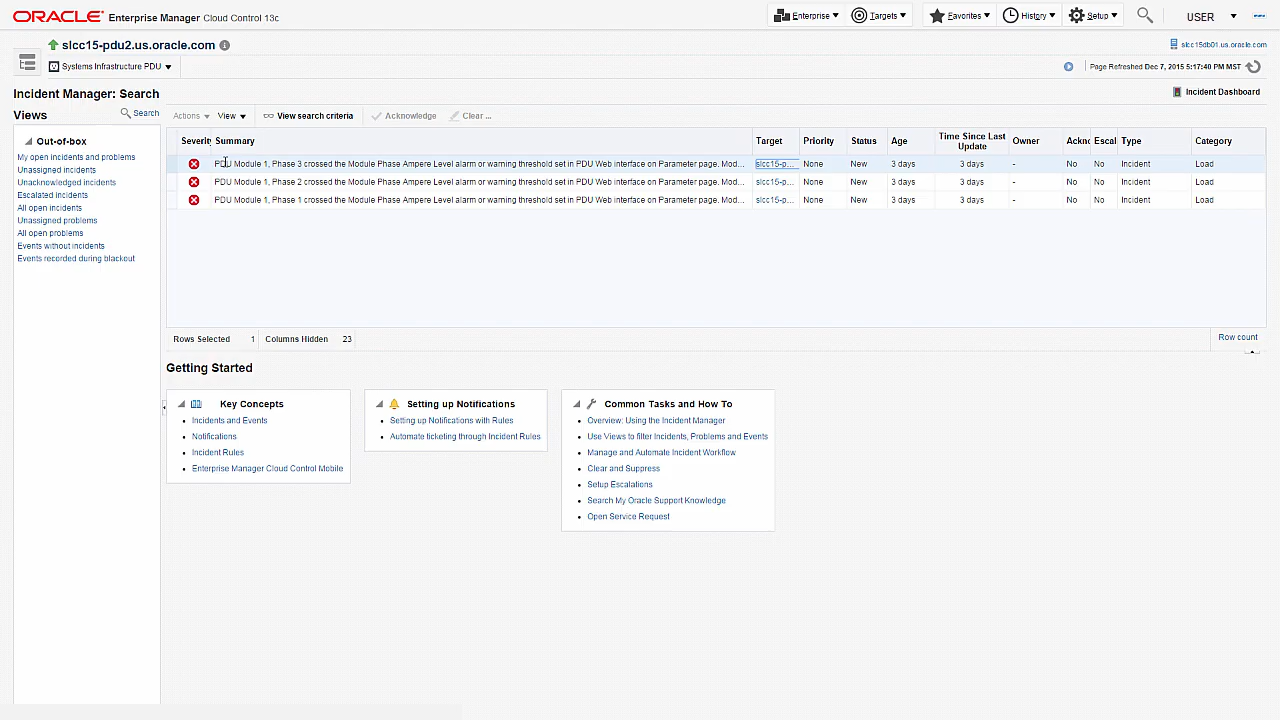 ORACLE Enterprise Manager Cloud Control 13c
Enterprise Targets Favorites History Setup USER
slcc15-pdu2.us.oracle.com
slcc15db01.us.oracle.com
Systems Infrastructure PDU
Page Refreshed Dec 7, 2015 5:17:40 PM MST
Incident Manager: Search
Incident Dashboard
Views
Search
Actions View View search criteria Acknowledge Clear ...
Out-of-box
My open incidents and problems
Unassigned incidents
Unacknowledged incidents
Escalated incidents
All open incidents
Unassigned problems
All open problems
Events without incidents
Events recorded during blackout
Severity Summary Target Priority Status Age Time Since Last Update Owner Ackno Escal Type Category
PDU Module 1, Phase 3 crossed the Module Phase Ampere Level alarm or warning threshold set in PDU Web interface on Parameter page. Mod... slcc15-p... None New 3 days 3 days - No No Incident Load
PDU Module 1, Phase 2 crossed the Module Phase Ampere Level alarm or warning threshold set in PDU Web interface on Parameter page. Mod... slcc15-p... None New 3 days 3 days - No No Incident Load
PDU Module 1, Phase 1 crossed the Module Phase Ampere Level alarm or warning threshold set in PDU Web interface on Parameter page. Mod... slcc15-p... None New 3 days 3 days - No No Incident Load
Rows Selected 1 Columns Hidden 23
Row count
Getting Started
Key Concepts
Incidents and Events
Notifications
Incident Rules
Enterprise Manager Cloud Control Mobile
Setting up Notifications
Setting up Notifications with Rules
Automate ticketing through Incident Rules
Common Tasks and How To
Overview: Using the Incident Manager
Use Views to filter Incidents, Problems and Events
Manage and Automate Incident Workflow
Clear and Suppress
Setup Escalations
Search My Oracle Support Knowledge
Open Service Request